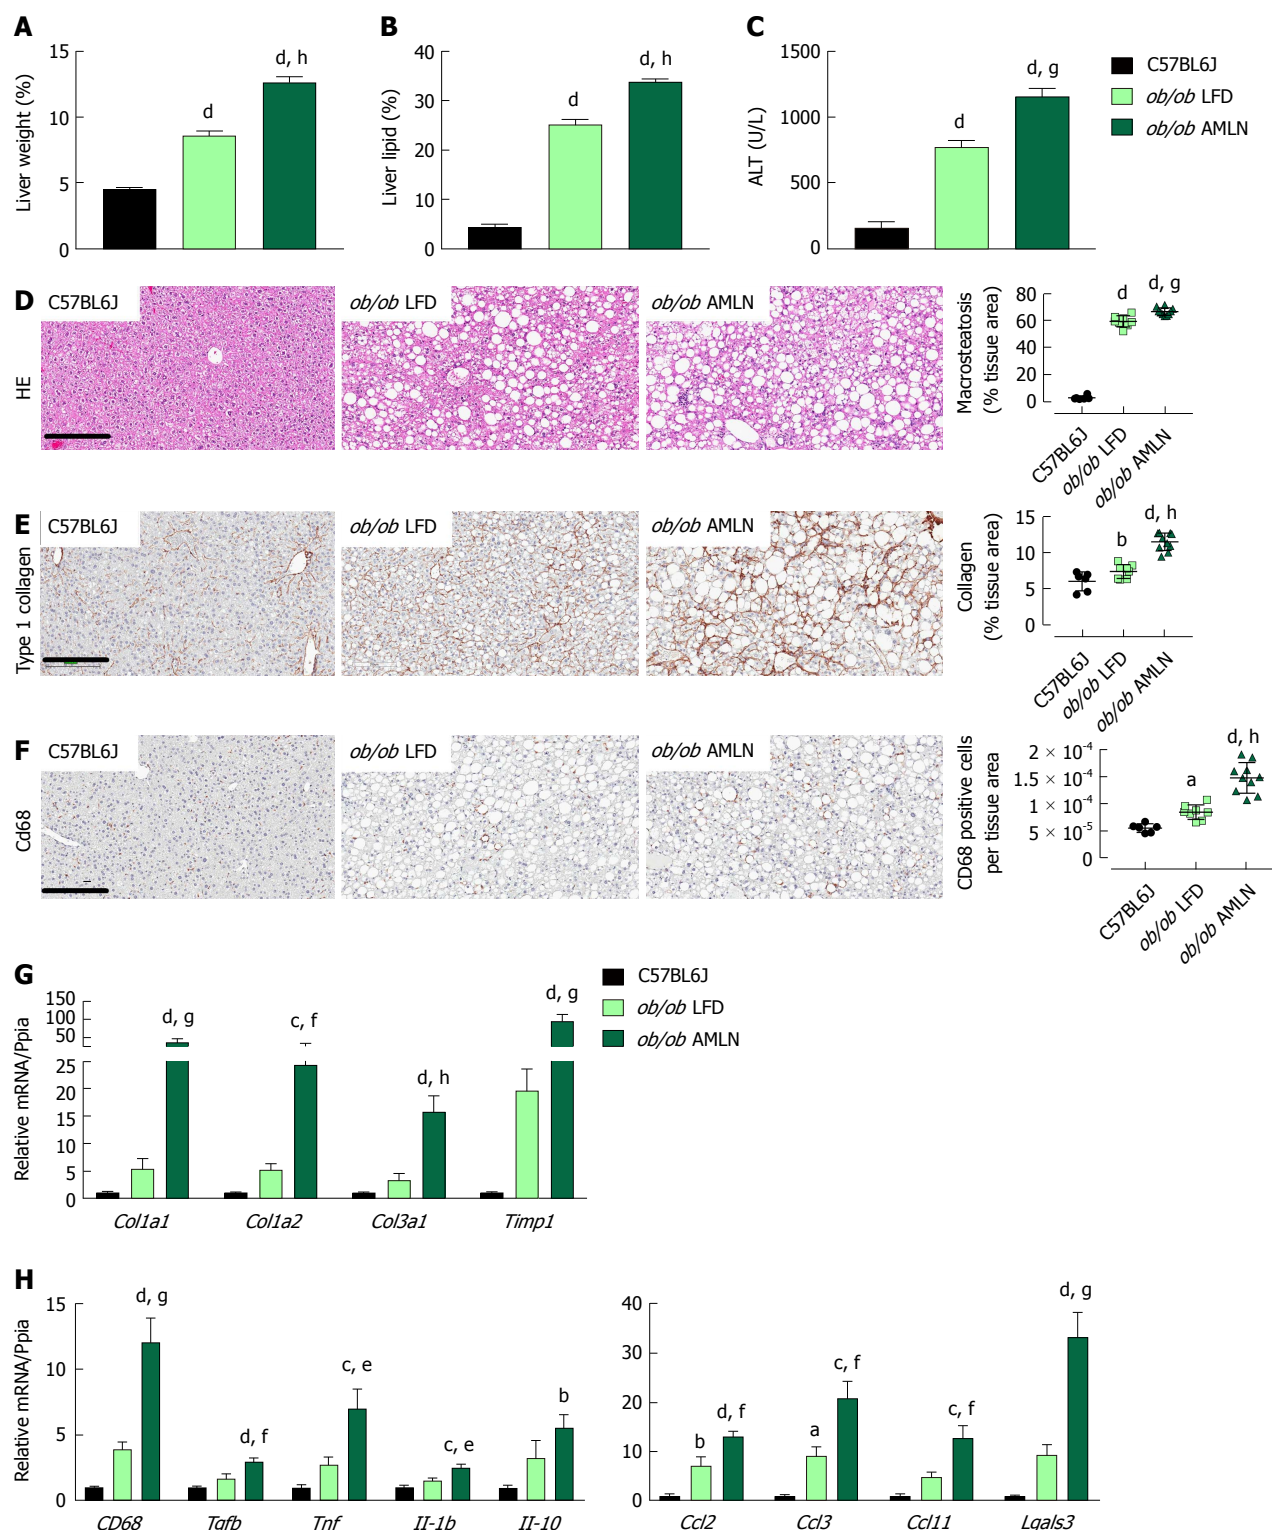 A
Liver weight (%)
15
10
5
0
d
d, h
B
Liver lipid (%)
40
30
20
10
0
d
d, h
C
ALT (U/L)
1500
1000
500
0
d
d, g
C57BL6J
ob/ob LFD
ob/ob AMLN
D
HE
C57BL6J
ob/ob LFD
ob/ob AMLN
Macrosteatosis
(% tissue area)
80
60
40
20
0
d
d, g
C57BL6J
ob/ob LFD
ob/ob AMLN
E
Type 1 collagen
C57BL6J
ob/ob LFD
ob/ob AMLN
Collagen
(% tissue area)
15
10
5
0
b
d, h
C57BL6J
ob/ob LFD
ob/ob AMLN
F
Cd68
C57BL6J
ob/ob LFD
ob/ob AMLN
CD68 positive cells
per tissue area
2 × 10⁻⁴
1.5 × 10⁻⁴
1 × 10⁻⁴
5 × 10⁻⁵
0
a
d, h
C57BL6J
ob/ob LFD
ob/ob AMLN
G
Relative mRNA/Ppia
150
100
50
25
20
15
10
5
0
d, g
c, f
d, h
d, g
Col1a1
Col1a2
Col3a1
Timp1
C57BL6J
ob/ob LFD
ob/ob AMLN
H
Relative mRNA/Ppia
15
10
5
0
d, g
d, f
c, e
c, e
b
CD68
Tgfb
Tnf
II-1b
II-10
40
30
20
10
0
b
d, f
a
c, f
c, f
d, g
Ccl2
Ccl3
Ccl11
Lgals3